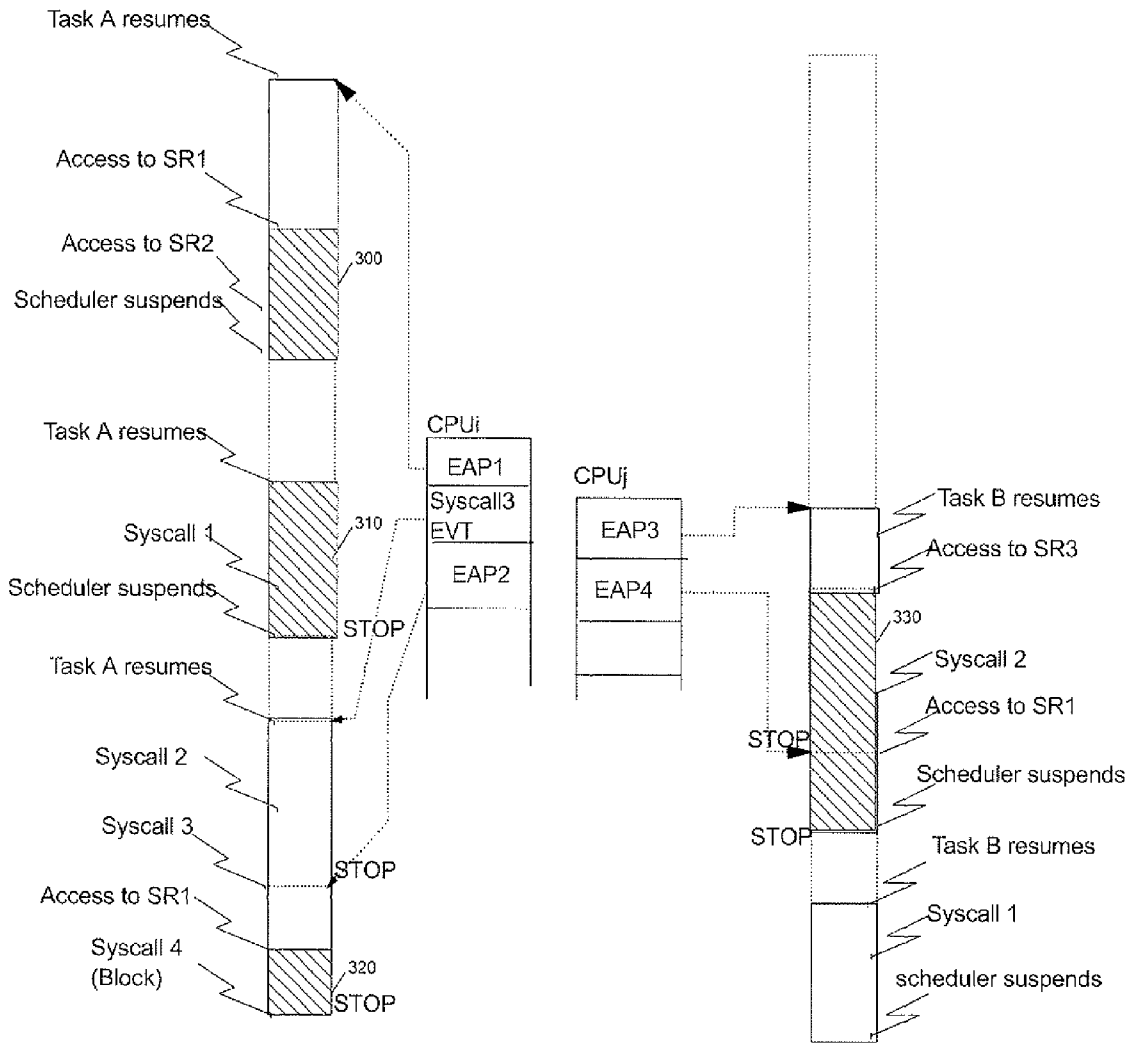 Task A resumes
Access to SR1
Access to SR2
300
Scheduler suspends
Task A resumes
Syscall 1
310
Scheduler suspends
STOP
Task A resumes
Syscall 2
Syscall 3
STOP
Access to SR1
Syscall 4
(Block)
320
STOP
CPUi
EAP1
Syscall3
EVT
EAP2
CPUj
EAP3
EAP4
Task B resumes
Access to SR3
330
Syscall 2
Access to SR1
STOP
Scheduler suspends
STOP
Task B resumes
Syscall 1
scheduler suspends